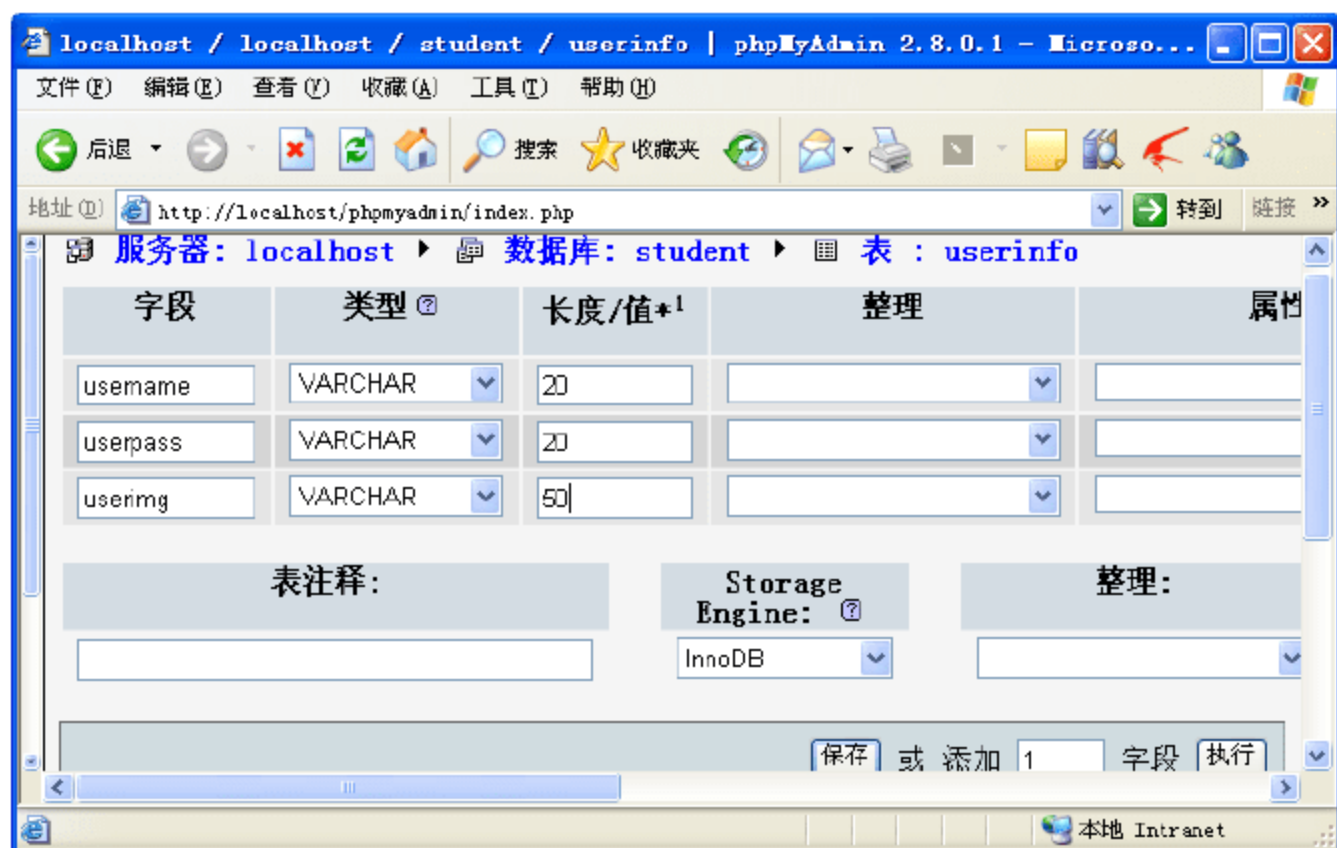 localhost / localhost / student / userinfo | phpMyAdmin 2.8.0.1 - Microso...
文件(F) 编辑(E) 查看(V) 收藏(A) 工具(T) 帮助(H)
后退 搜索 收藏夹
地址(D) http://localhost/phpmyadmin/index.php 转到 链接 »
服务器: localhost ▸ 数据库: student ▸ 表 : userinfo
字段 类型 长度/值*1 整理 属性
username VARCHAR 20
userpass VARCHAR 20
userimg VARCHAR 50
表注释: Storage Engine: 整理:
InnoDB
保存 或 添加 1 字段 执行
本地 Intranet